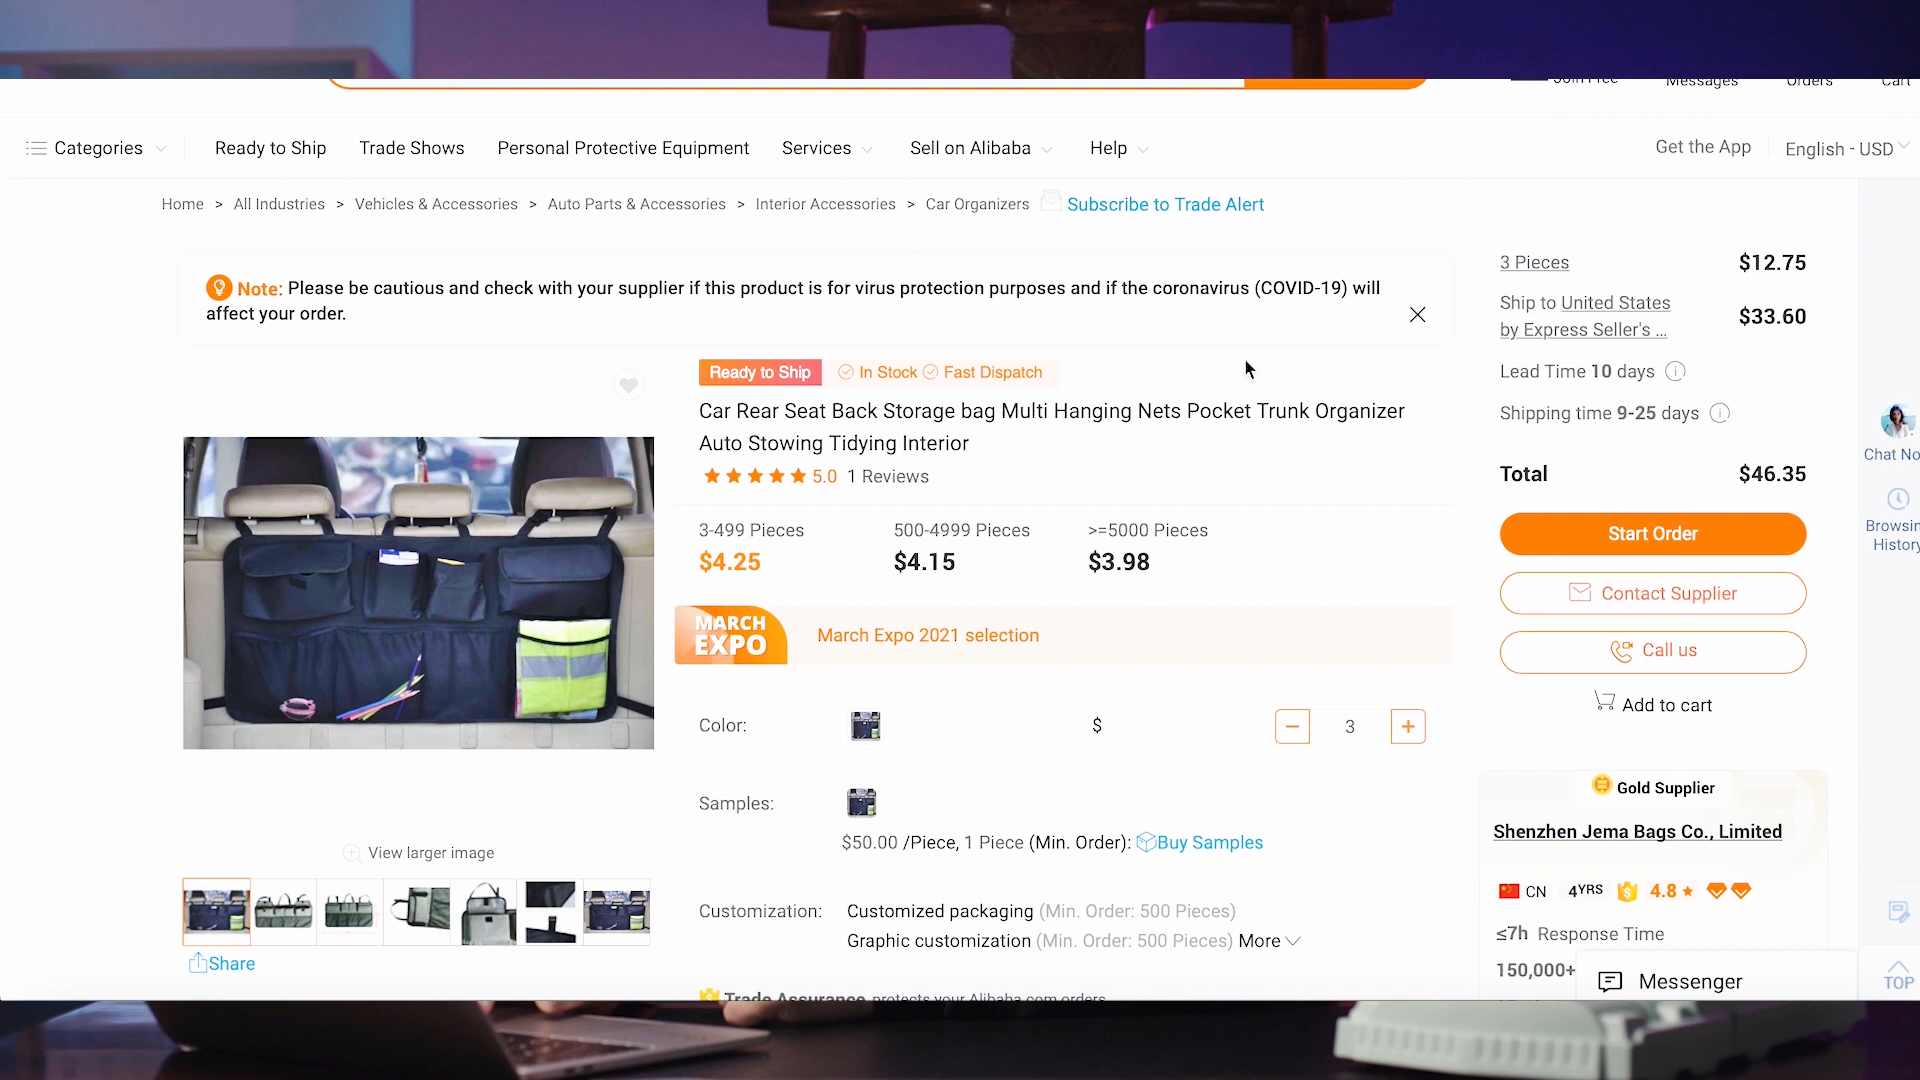 Join Free
Messages
Orders
Cart
Categories
Ready to Ship
Trade Shows
Personal Protective Equipment
Services
Sell on Alibaba
Help
Get the App
English - USD
Home > All Industries > Vehicles & Accessories > Auto Parts & Accessories > Interior Accessories > Car Organizers
Subscribe to Trade Alert
Note: Please be cautious and check with your supplier if this product is for virus protection purposes and if the coronavirus (COVID-19) will
affect your order.
Ready to Ship
In Stock
Fast Dispatch
Car Rear Seat Back Storage bag Multi Hanging Nets Pocket Trunk Organizer
Auto Stowing Tidying Interior
5.0 1 Reviews
3-499 Pieces
$4.25
500-4999 Pieces
$4.15
>=5000 Pieces
$3.98
MARCH
EXPO
March Expo 2021 selection
Color:
$
− 3 +
Samples:
$50.00 /Piece, 1 Piece (Min. Order): Buy Samples
Customization:
Customized packaging (Min. Order: 500 Pieces)
Graphic customization (Min. Order: 500 Pieces) More
Trade Assurance protects your Alibaba.com orders
View larger image
Share
3 Pieces $12.75
Ship to United States
by Express Seller's ...
$33.60
Lead Time 10 days
Shipping time 9-25 days
Total $46.35
Start Order
Contact Supplier
Call us
Add to cart
Gold Supplier
Shenzhen Jema Bags Co., Limited
CN 4YRS 4.8
≤7h Response Time
150,000+
Messenger
Chat No
Browsin
History
TOP